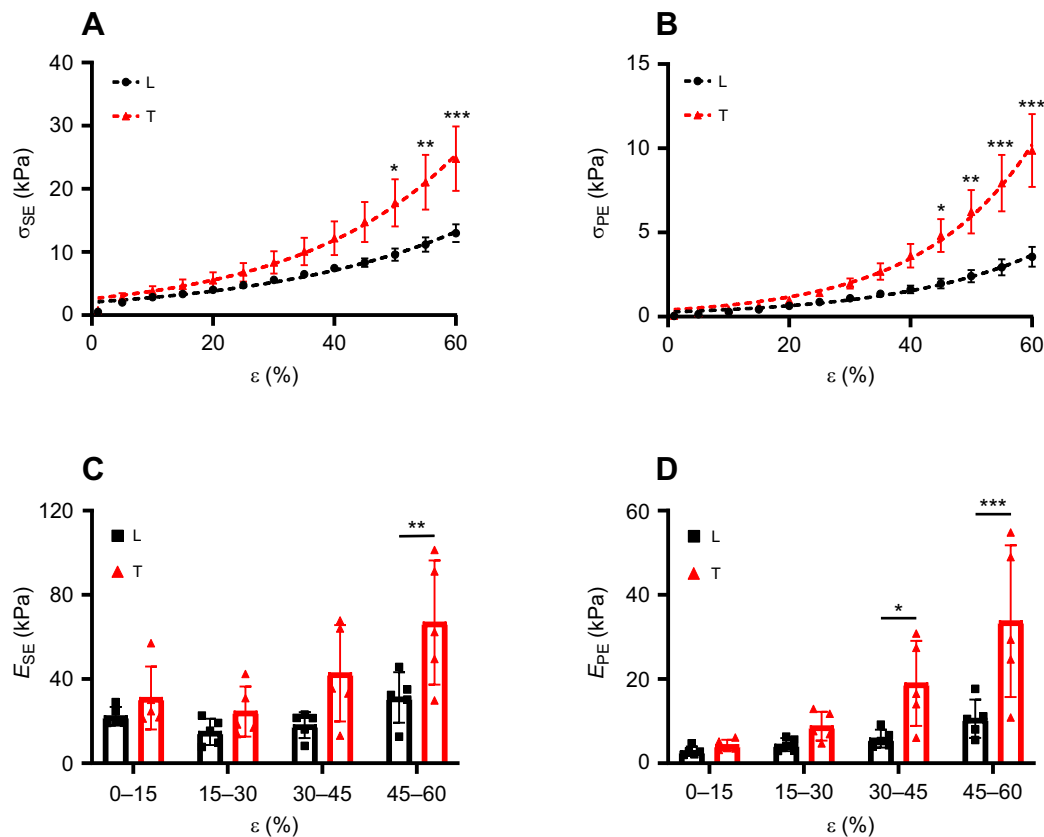 A
40
30
20
10
0
σSE (kPa)
L
T
*
**
***
0
20
40
60
ε (%)
B
15
10
5
0
σPE (kPa)
L
T
*
**
***
***
0
20
40
60
ε (%)
C
120
80
40
0
ESE (kPa)
L
T
**
0–15
15–30
30–45
45–60
ε (%)
D
60
40
20
0
EPE (kPa)
L
T
*
***
0–15
15–30
30–45
45–60
ε (%)